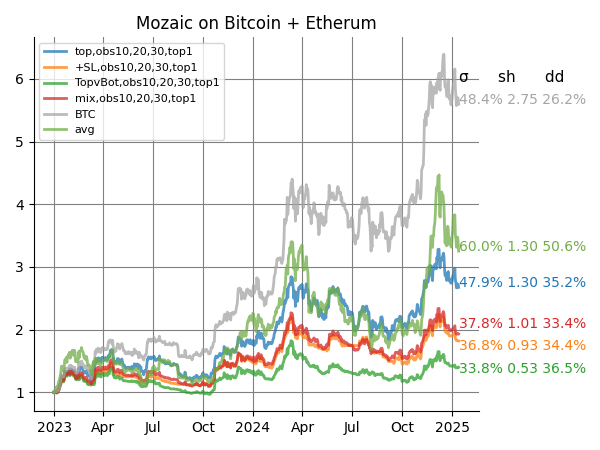 Mozaic on Bitcoin + Etherum
top,obs10,20,30,top1
+SL,obs10,20,30,top1
TopvBot,obs10,20,30,top1
mix,obs10,20,30,top1
BTC
avg
σ sh dd
48.4% 2.75 26.2%
60.0% 1.30 50.6%
47.9% 1.30 35.2%
37.8% 1.01 33.4%
36.8% 0.93 34.4%
33.8% 0.53 36.5%
6
5
4
3
2
1
2023 Apr Jul Oct 2024 Apr Jul Oct 2025